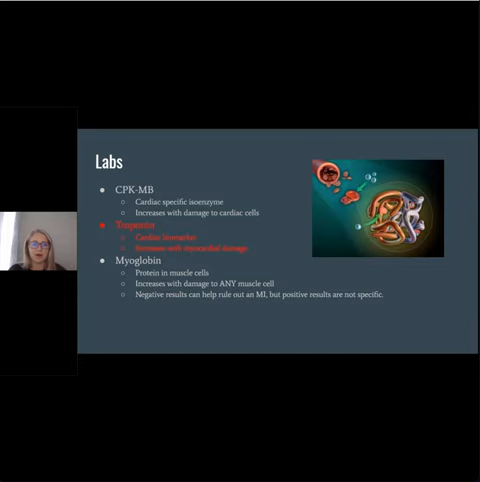 Labs
CPK-MB
Cardiac specific isoenzyme
Increases with damage to cardiac cells
Troponin
Cardiac biomarker
Increases with myocardial damage
Myoglobin
Protein in muscle cells
Increases with damage to ANY muscle cell
Negative results can help rule out an MI, but positive results are not specific.